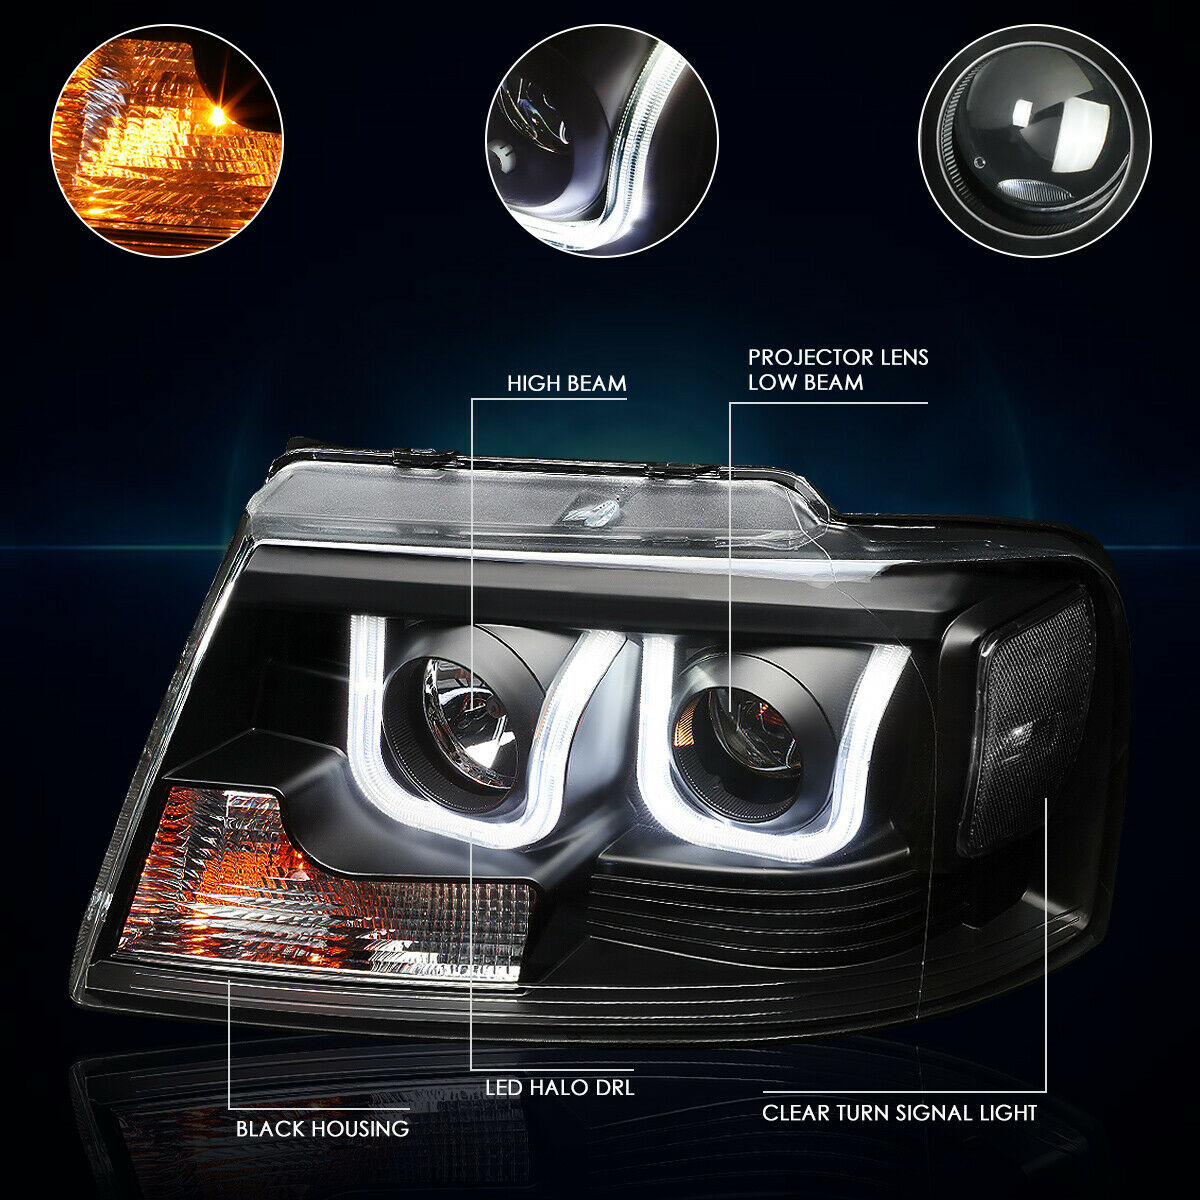 HIGH BEAM
PROJECTOR LENS
LOW BEAM
LED HALO DRL
CLEAR TURN SIGNAL LIGHT
BLACK HOUSING